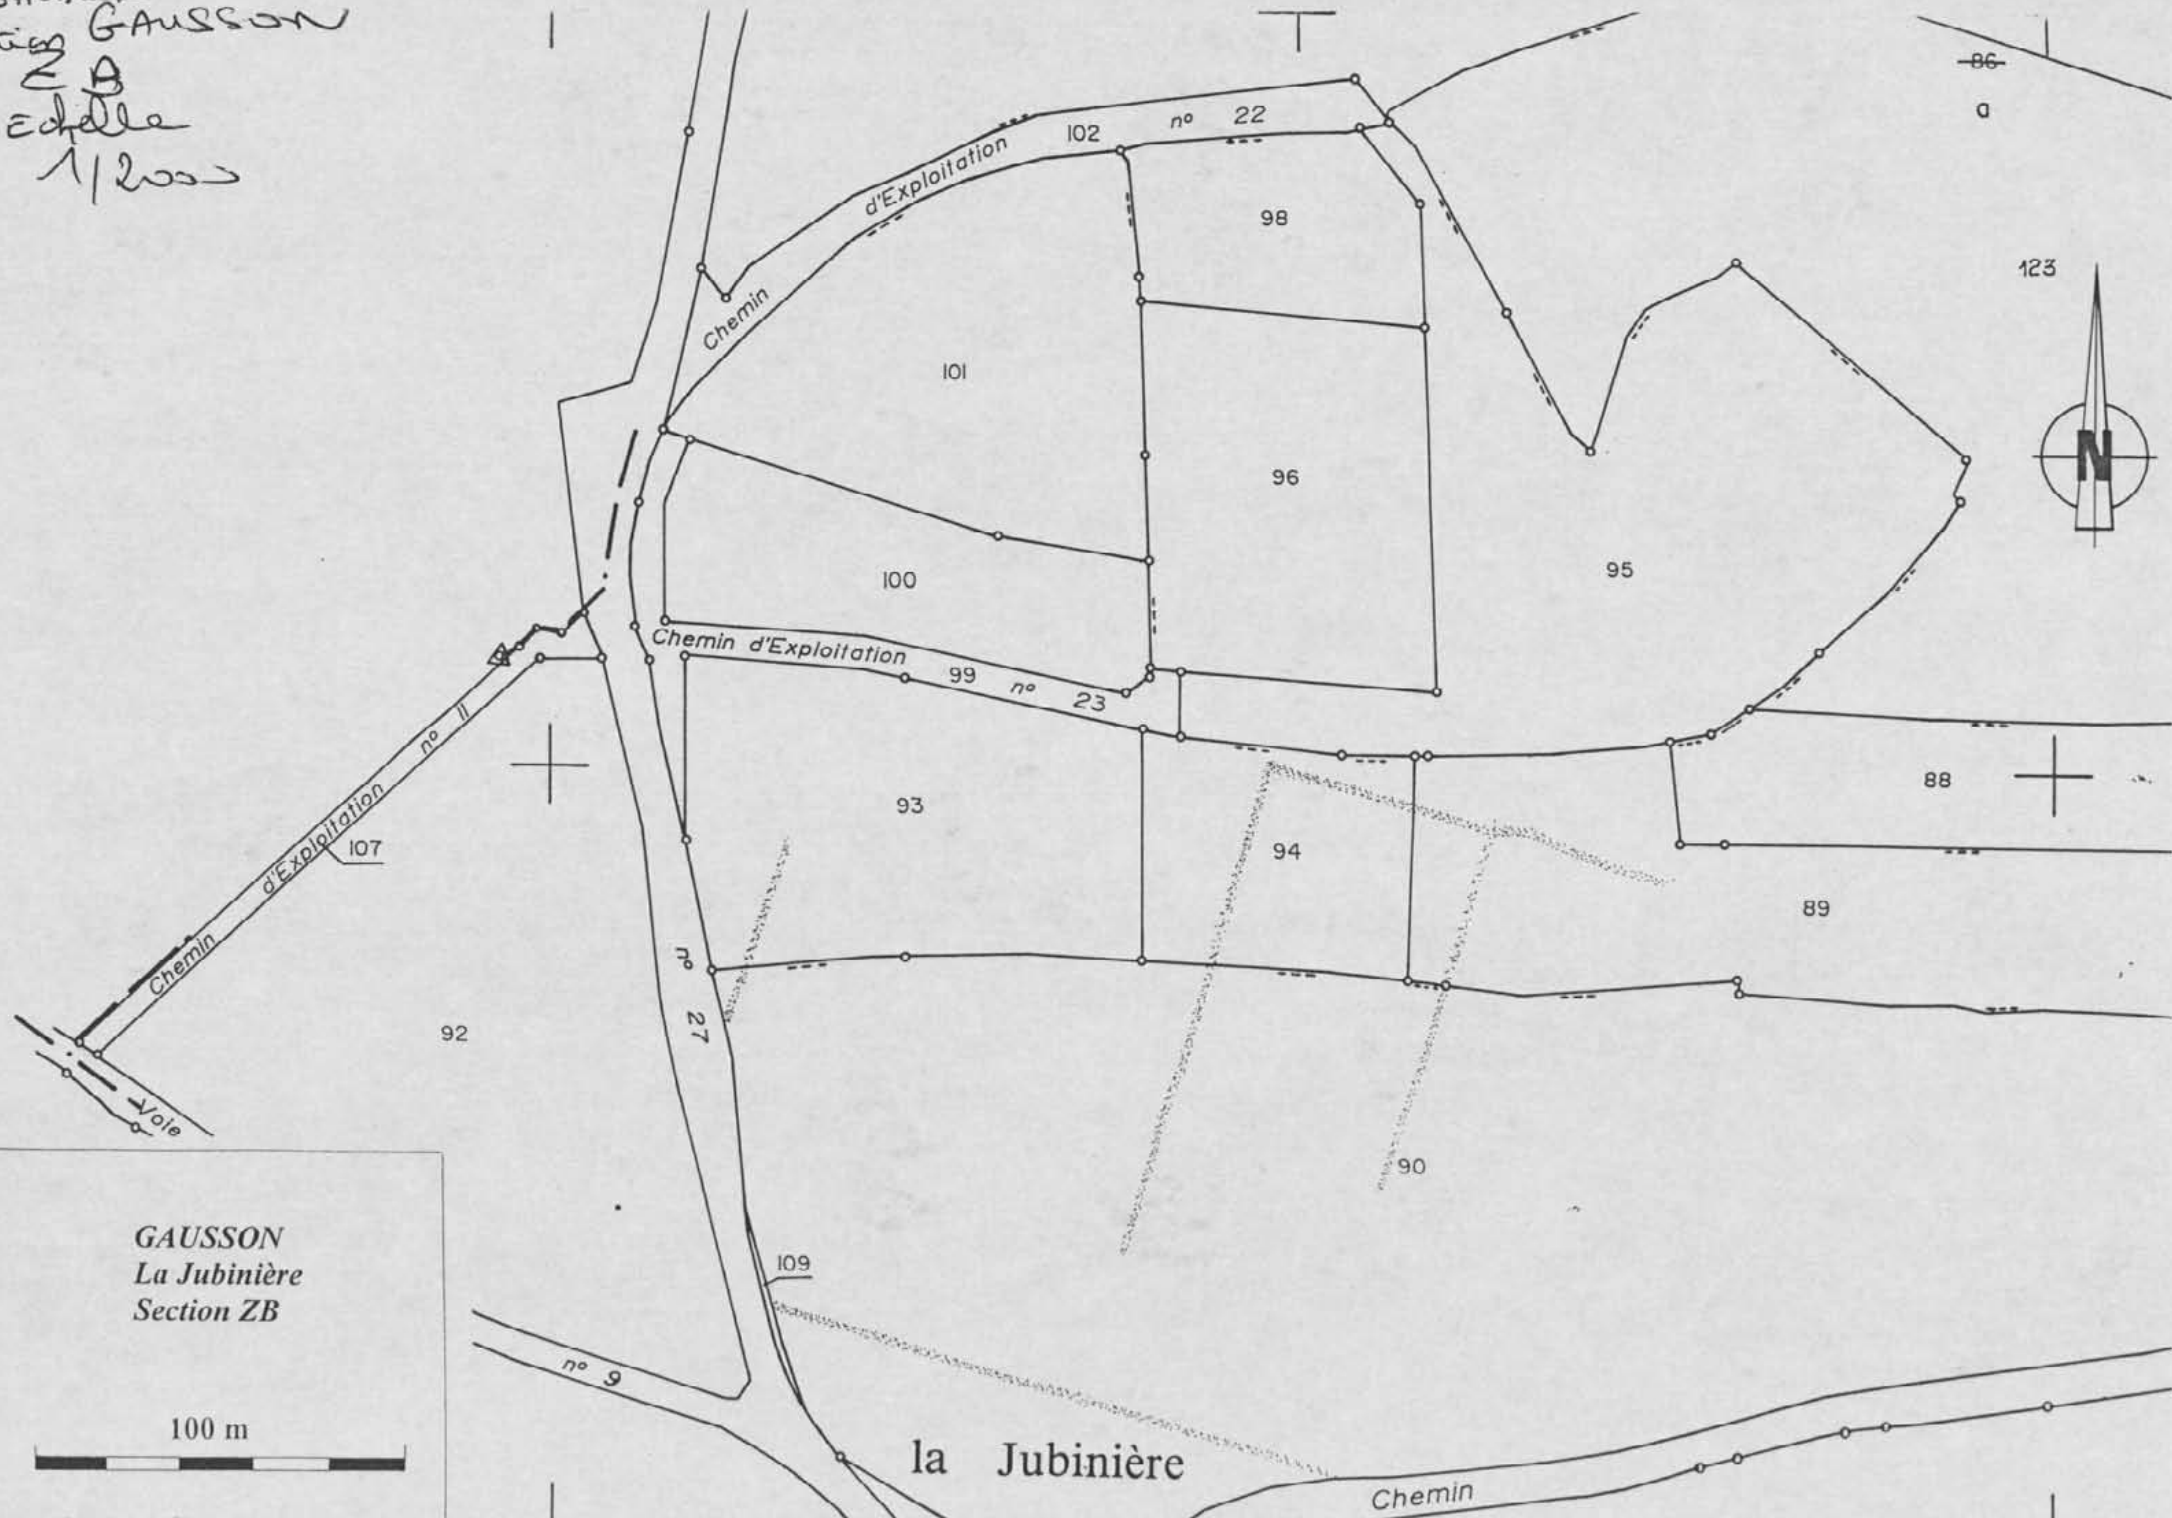 GAUSSON
ZB
Echelle
1/2000
86
a
102
n° 22
d'Exploitation
98
Chemin
123
101
N
96
95
100
Chemin d'Exploitation
99
n° 23
n° 11
d'Exploitation
107
Chemin
93
94
88
89
n° 27
92
Voie
90
109
GAUSSON
La Jubinière
Section ZB
n° 9
100 m
la Jubinière
Chemin